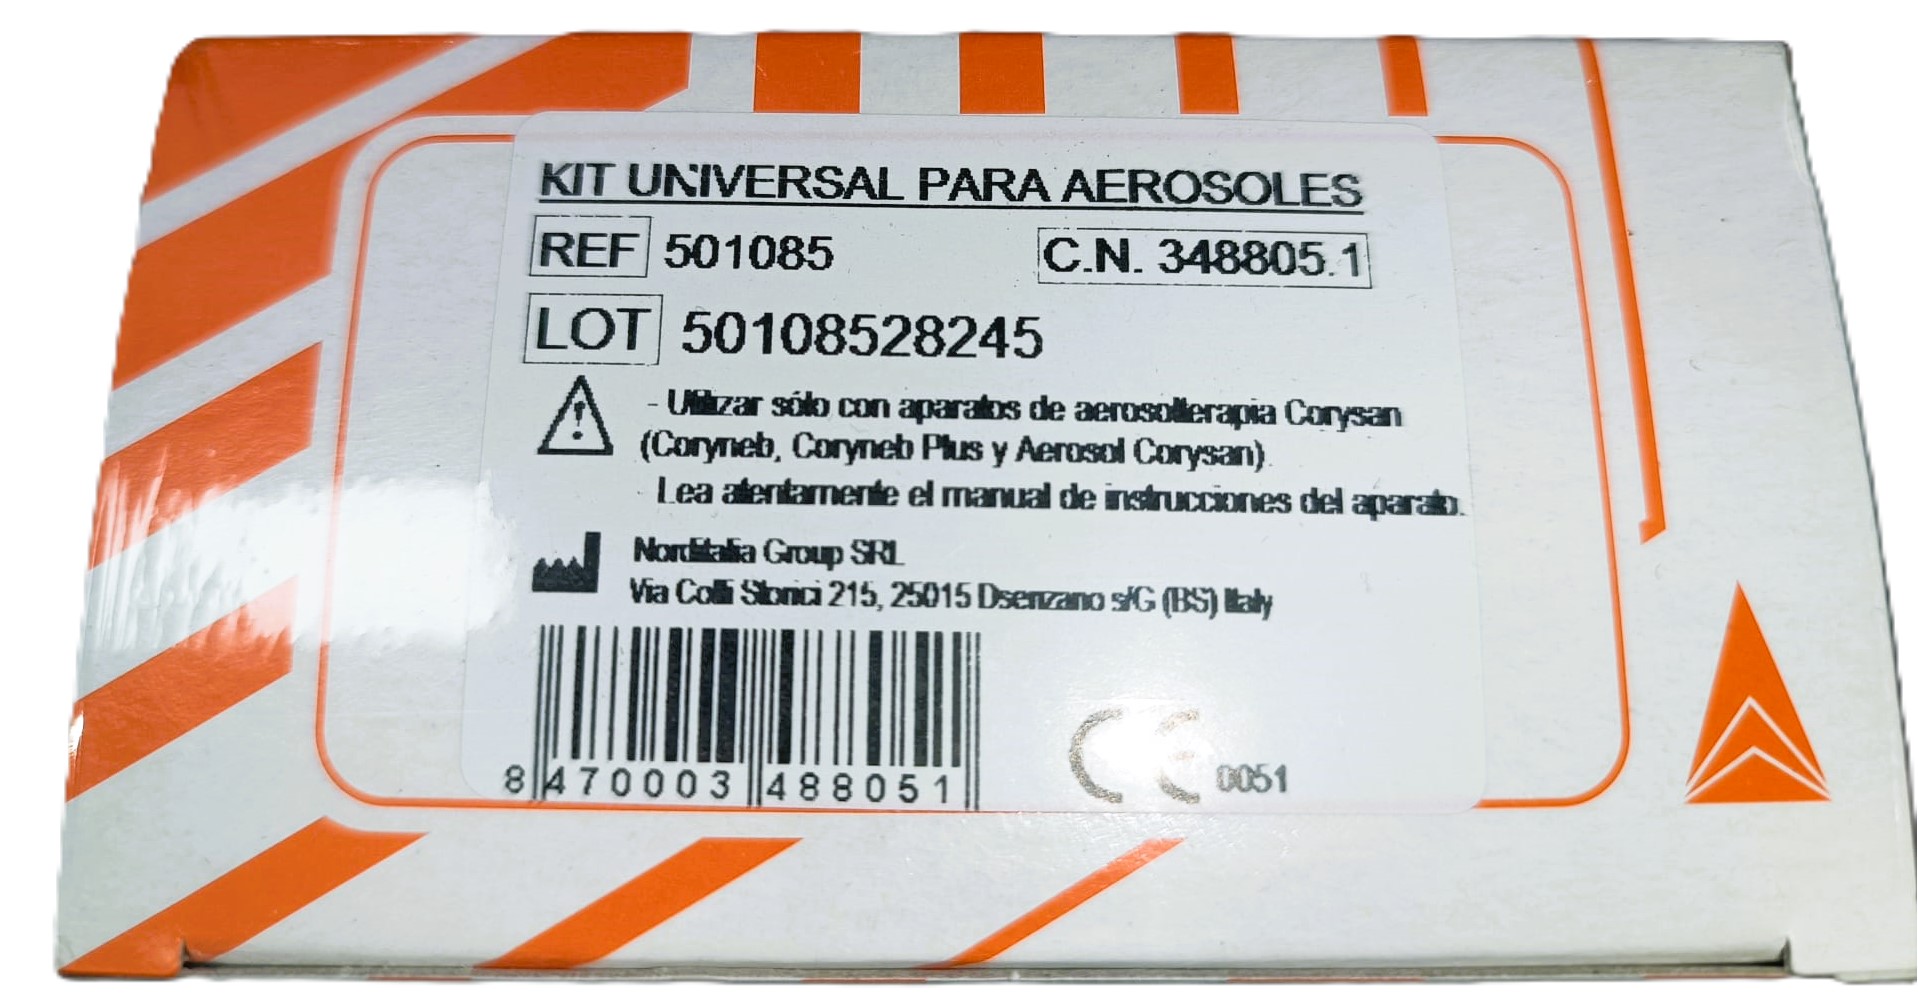 KIT UNIVERSAL PARA AEROSOLES
REF 501085 C.N. 348805.1
LOT 50108528245
- Utilizar sólo con aparatos de aerosolterapia Corysan
(Coryneb, Coryneb Plus y Aerosol Corysan).
- Lea atentamente el manual de instrucciones del aparato.
Norditalia Group SRL
Via Colli Storici 215, 25015 Dsenzano s/G (BS) Italy
8 470003 488051
CE 0051